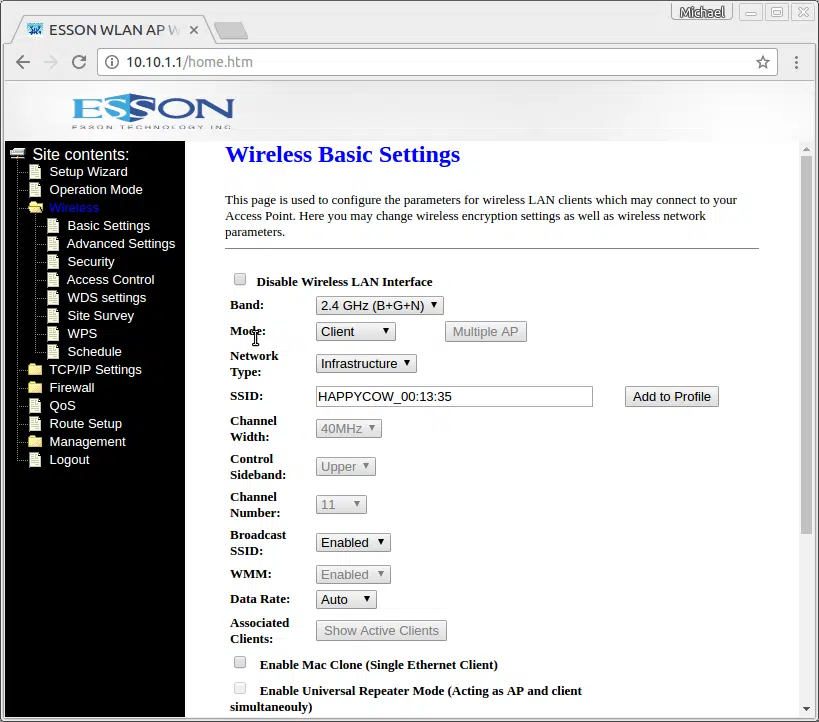 Michael
ESSON WLAN AP W
10.10.1.1/home.htm
ESSON
ESSON TECHNOLOGY INC.
Site contents:
Setup Wizard
Operation Mode
Wireless
Basic Settings
Advanced Settings
Security
Access Control
WDS settings
Site Survey
WPS
Schedule
TCP/IP Settings
Firewall
QoS
Route Setup
Management
Logout
Wireless Basic Settings
This page is used to configure the parameters for wireless LAN clients which may connect to your
Access Point. Here you may change wireless encryption settings as well as wireless network
parameters.
Disable Wireless LAN Interface
Band: 2.4 GHz (B+G+N)
Mode: Client Multiple AP
Network
Type: Infrastructure
SSID: HAPPYCOW_00:13:35 Add to Profile
Channel
Width: 40MHz
Control
Sideband: Upper
Channel
Number: 11
Broadcast
SSID: Enabled
WMM: Enabled
Data Rate: Auto
Associated
Clients: Show Active Clients
Enable Mac Clone (Single Ethernet Client)
Enable Universal Repeater Mode (Acting as AP and client
simultaneouly)